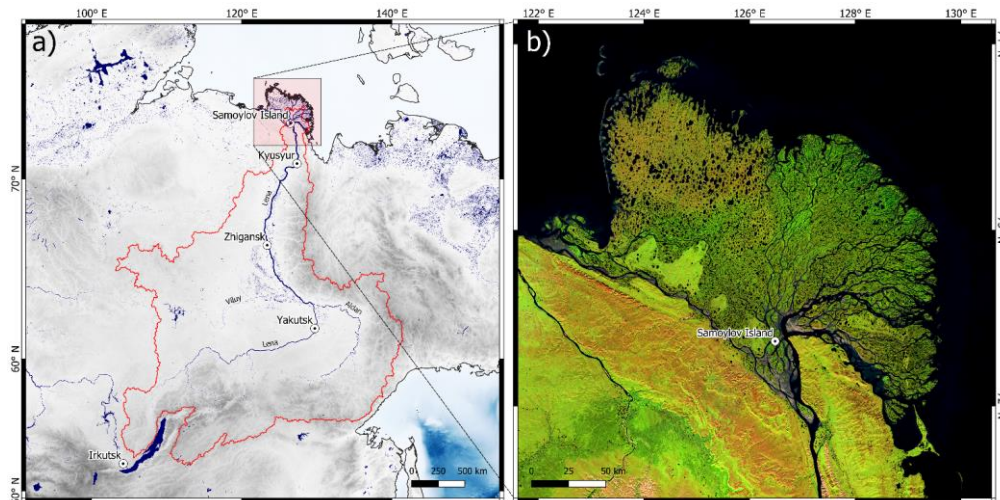 100° E
120° E
140° E
a)
Samoylov Island
Kyusyur
70° N
Lena
Zhigansk
Viluy
Aldan
Yakutsk
Lena
60° N
Irkutsk
0 250 500 km
122° E
124° E
126° E
128° E
130° E
b)
Samoylov Island
0 25 50 km